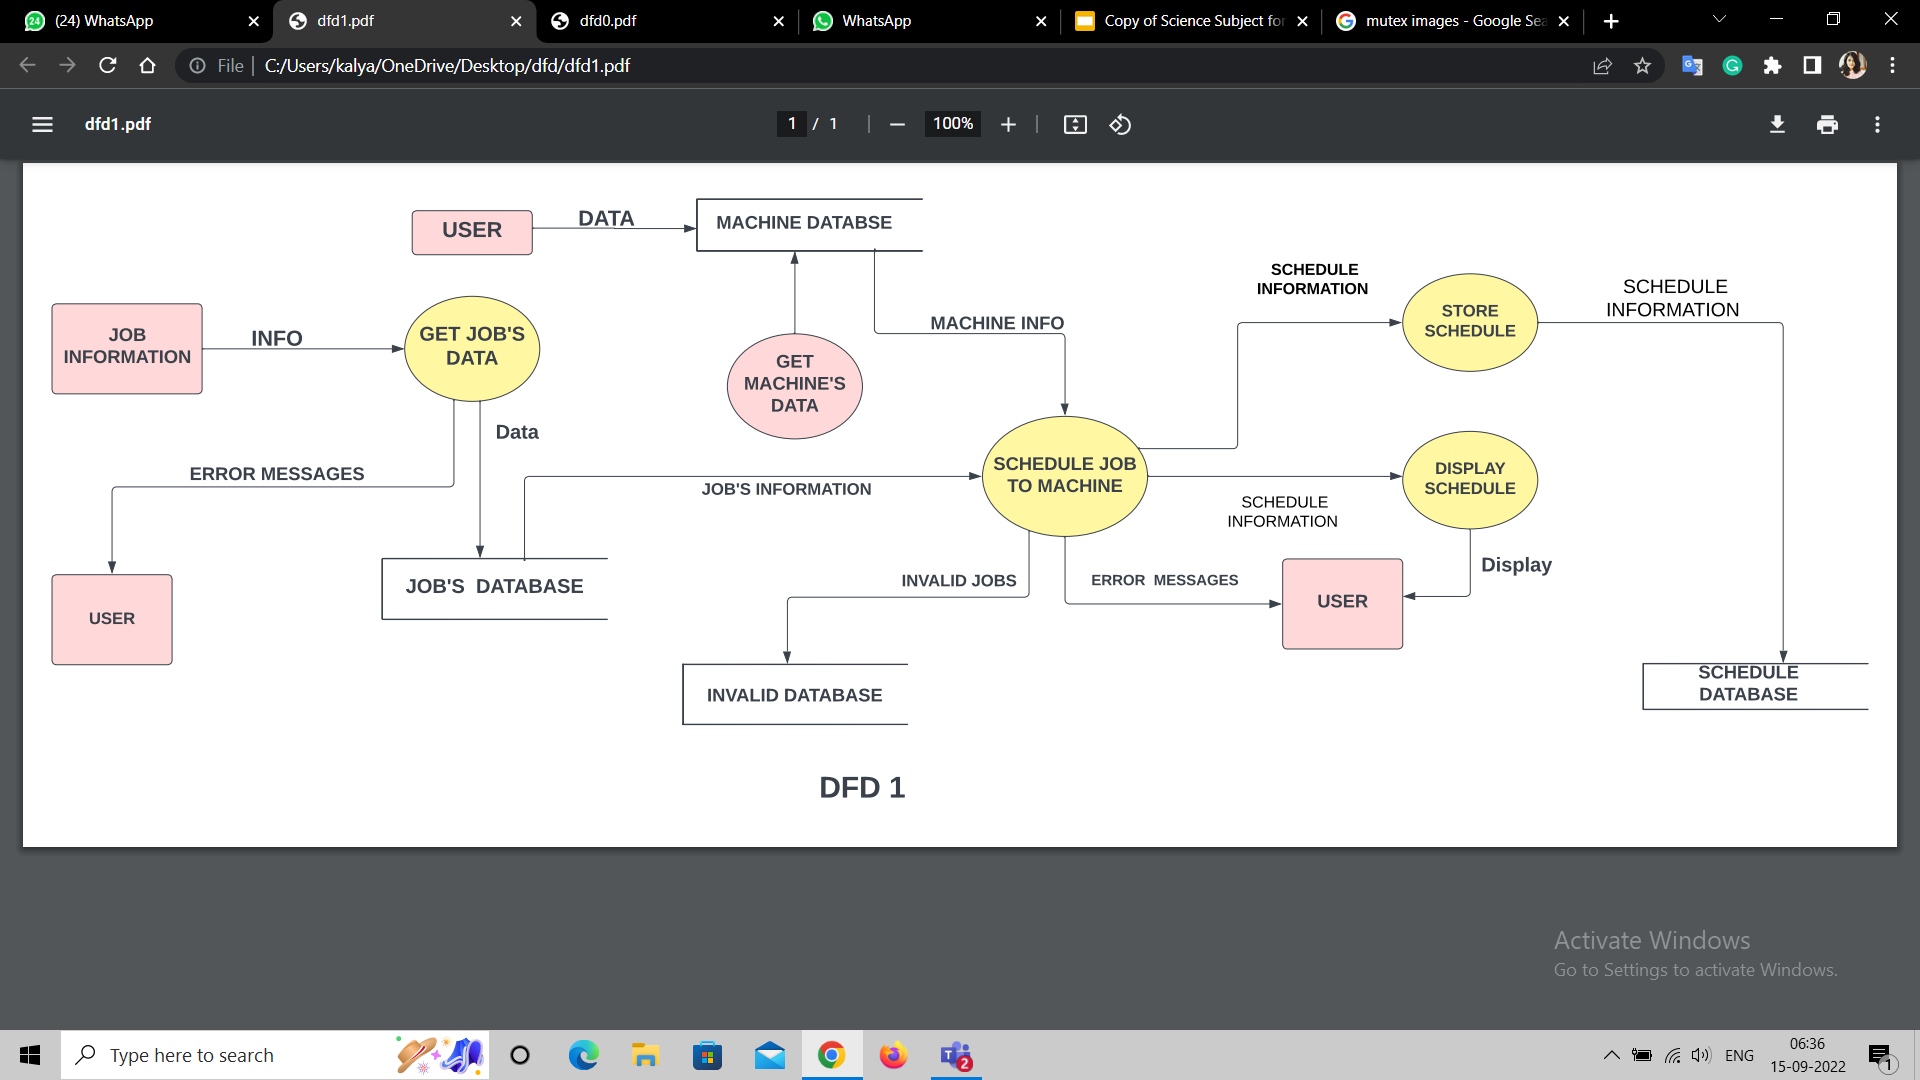 (24) WhatsApp
dfd1.pdf
dfd0.pdf
WhatsApp
Copy of Science Subject for
mutex images - Google Sea
File
C:/Users/kalya/OneDrive/Desktop/dfd/dfd1.pdf
dfd1.pdf
1 / 1
100%
USER
DATA
MACHINE DATABSE
JOB
INFORMATION
INFO
GET JOB'S
DATA
GET
MACHINE'S
DATA
MACHINE INFO
SCHEDULE
INFORMATION
STORE
SCHEDULE
SCHEDULE
INFORMATION
Data
ERROR MESSAGES
JOB'S INFORMATION
SCHEDULE JOB
TO MACHINE
DISPLAY
SCHEDULE
SCHEDULE
INFORMATION
USER
JOB'S DATABASE
INVALID JOBS
ERROR MESSAGES
USER
Display
INVALID DATABASE
SCHEDULE
DATABASE
DFD 1
Activate Windows
Go to Settings to activate Windows.
Type here to search
ENG
06:36
15-09-2022